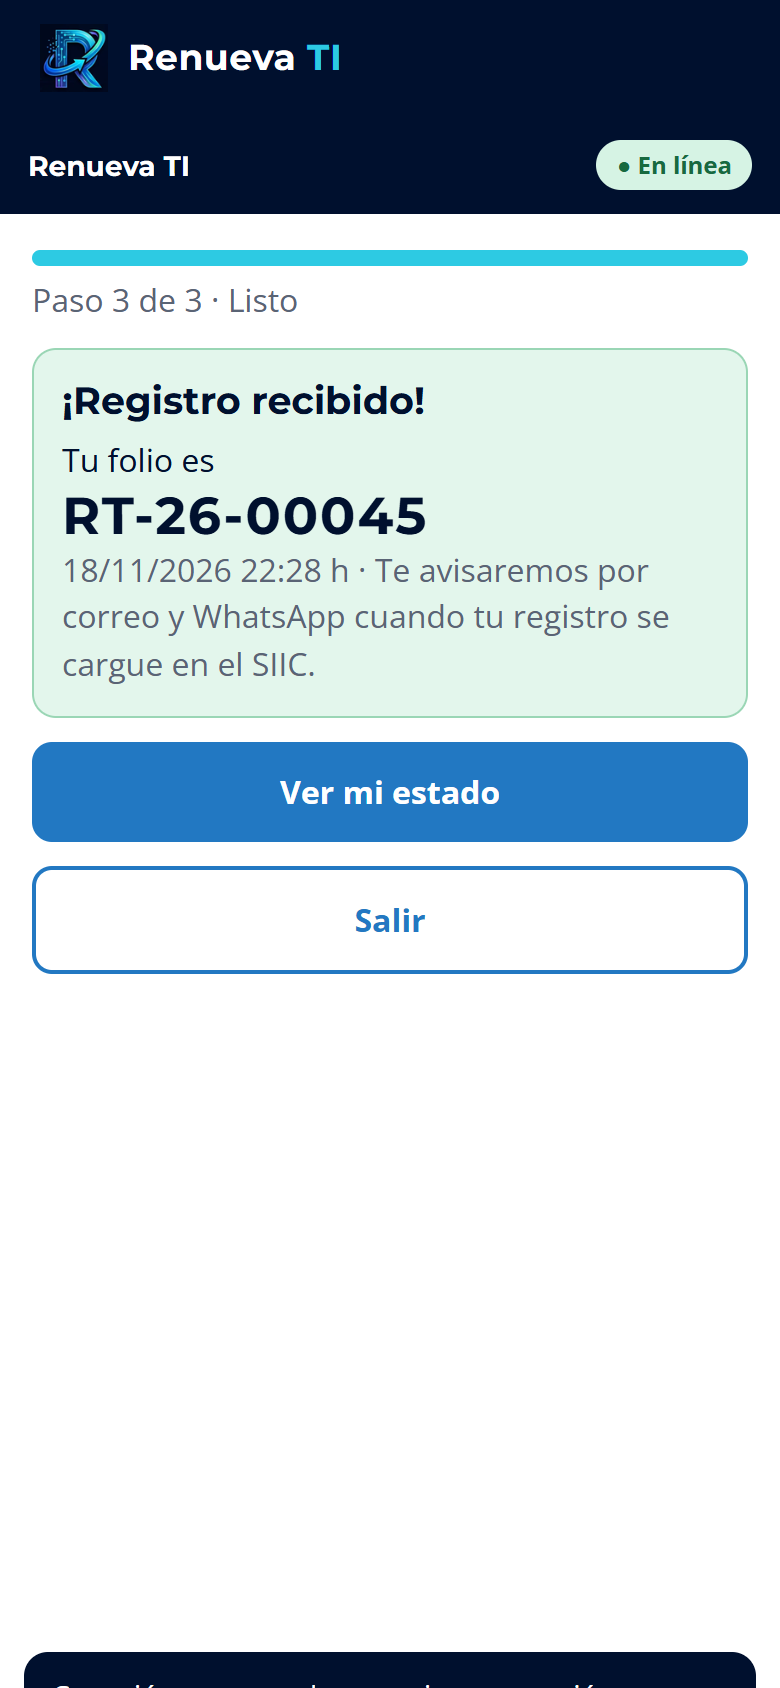 Renueva TI
Renueva TI
● En línea
Paso 3 de 3 · Listo
¡Registro recibido!
Tu folio es
RT-26-00045
18/11/2026 22:28 h · Te avisaremos por
correo y WhatsApp cuando tu registro se
cargue en el SIIC.
Ver mi estado
Salir